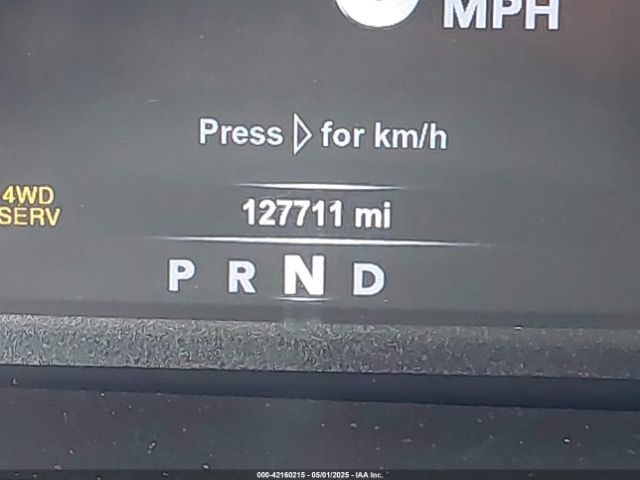 MPH
Press ▷ for km/h
4WD
SERV
127711 mi
P R N D
000-42160215 - 05/01/2025 - IAA Inc.